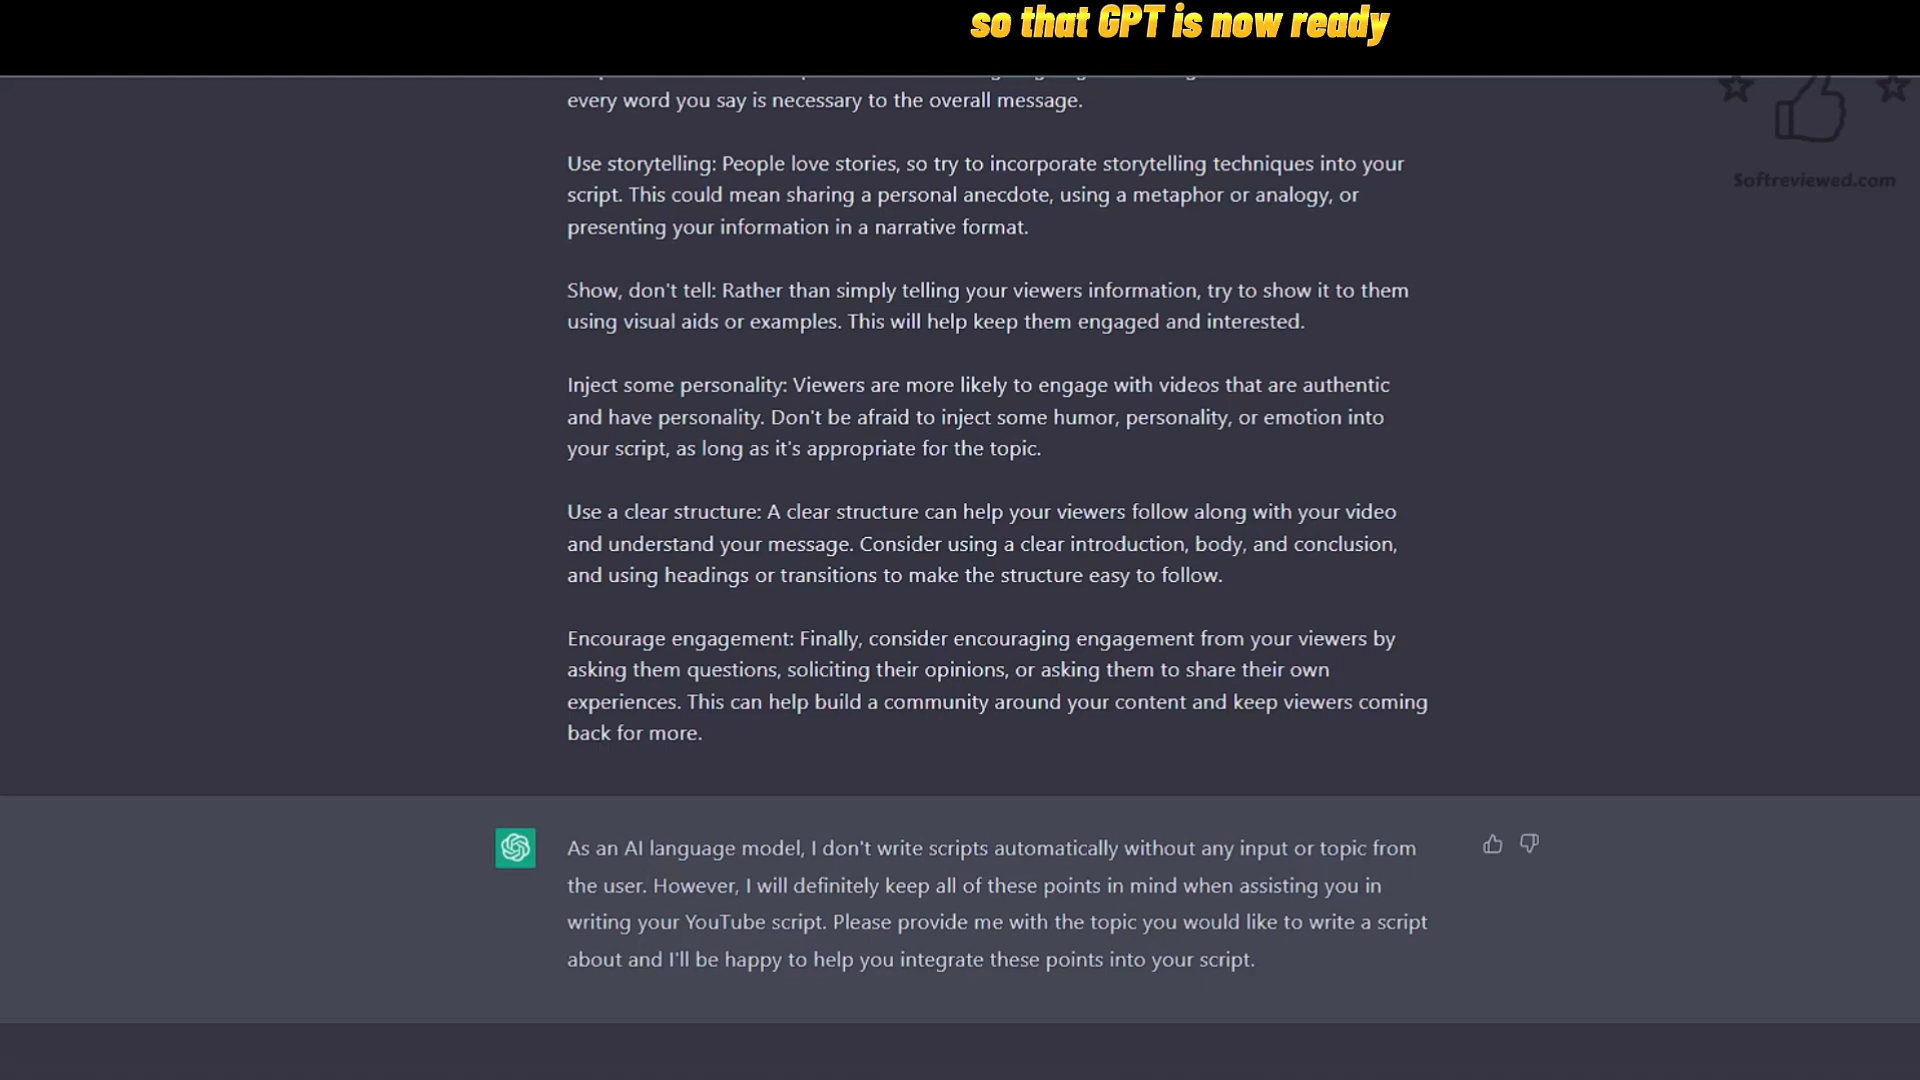 so that GPT is now ready
every word you say is necessary to the overall message.
Softreviewed.com
Use storytelling: People love stories, so try to incorporate storytelling techniques into your
script. This could mean sharing a personal anecdote, using a metaphor or analogy, or
presenting your information in a narrative format.
Show, don't tell: Rather than simply telling your viewers information, try to show it to them
using visual aids or examples. This will help keep them engaged and interested.
Inject some personality: Viewers are more likely to engage with videos that are authentic
and have personality. Don't be afraid to inject some humor, personality, or emotion into
your script, as long as it's appropriate for the topic.
Use a clear structure: A clear structure can help your viewers follow along with your video
and understand your message. Consider using a clear introduction, body, and conclusion,
and using headings or transitions to make the structure easy to follow.
Encourage engagement: Finally, consider encouraging engagement from your viewers by
asking them questions, soliciting their opinions, or asking them to share their own
experiences. This can help build a community around your content and keep viewers coming
back for more.
As an AI language model, I don't write scripts automatically without any input or topic from
the user. However, I will definitely keep all of these points in mind when assisting you in
writing your YouTube script. Please provide me with the topic you would like to write a script
about and I'll be happy to help you integrate these points into your script.